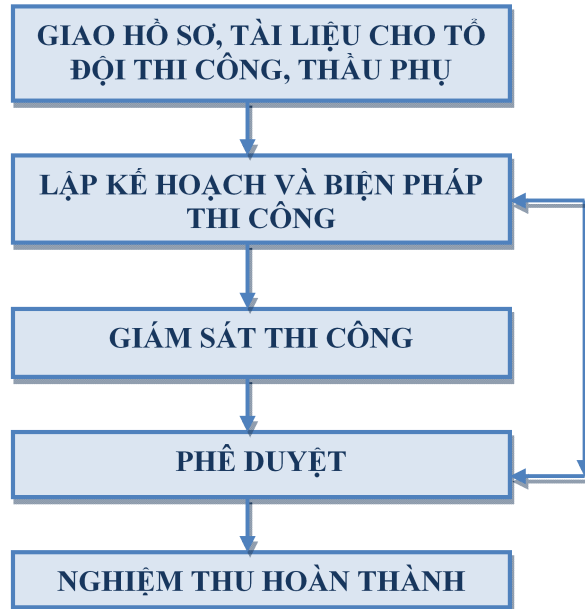 GIAO HỒ SƠ, TÀI LIỆU CHO TỔ
ĐỘI THI CÔNG, THẦU PHỤ
LẬP KẾ HOẠCH VÀ BIỆN PHÁP
THI CÔNG
GIÁM SÁT THI CÔNG
PHÊ DUYỆT
NGHIỆM THU HOÀN THÀNH